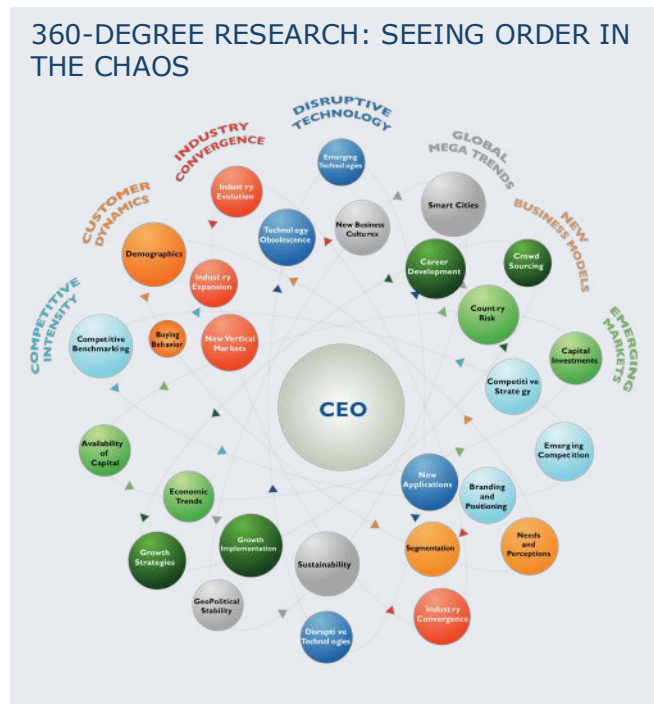 360-DEGREE RESEARCH: SEEING ORDER IN
THE CHAOS
DISRUPTIVE
TECHNOLOGY
INDUSTRY
CONVERGENCE
GLOBAL
MEGA TRENDS
CUSTOMER
DYNAMICS
NEW
BUSINESS MODELS
COMPETITIVE
INTENSITY
EMERGING
MARKETS
Emerging
Technologies
Industry
Evolution
Smart Cities
Technology
Obsolescence
New Business
Cultures
Demographics
Career
Development
Crowd
Sourcing
Industry
Expansion
Country
Risk
Competitive
Benchmarking
Buying
Behavior
New Vertical
Markets
Capital
Investments
Competitive
Strategy
CEO
Availability
of
Capital
Emerging
Competition
New
Applications
Economic
Trends
Branding
and
Positioning
Growth
Strategies
Growth
Implementation
Sustainability
Segmentation
Needs
and
Perceptions
GeoPolitical
Stability
Industry
Convergence
Disruptive
Technologies